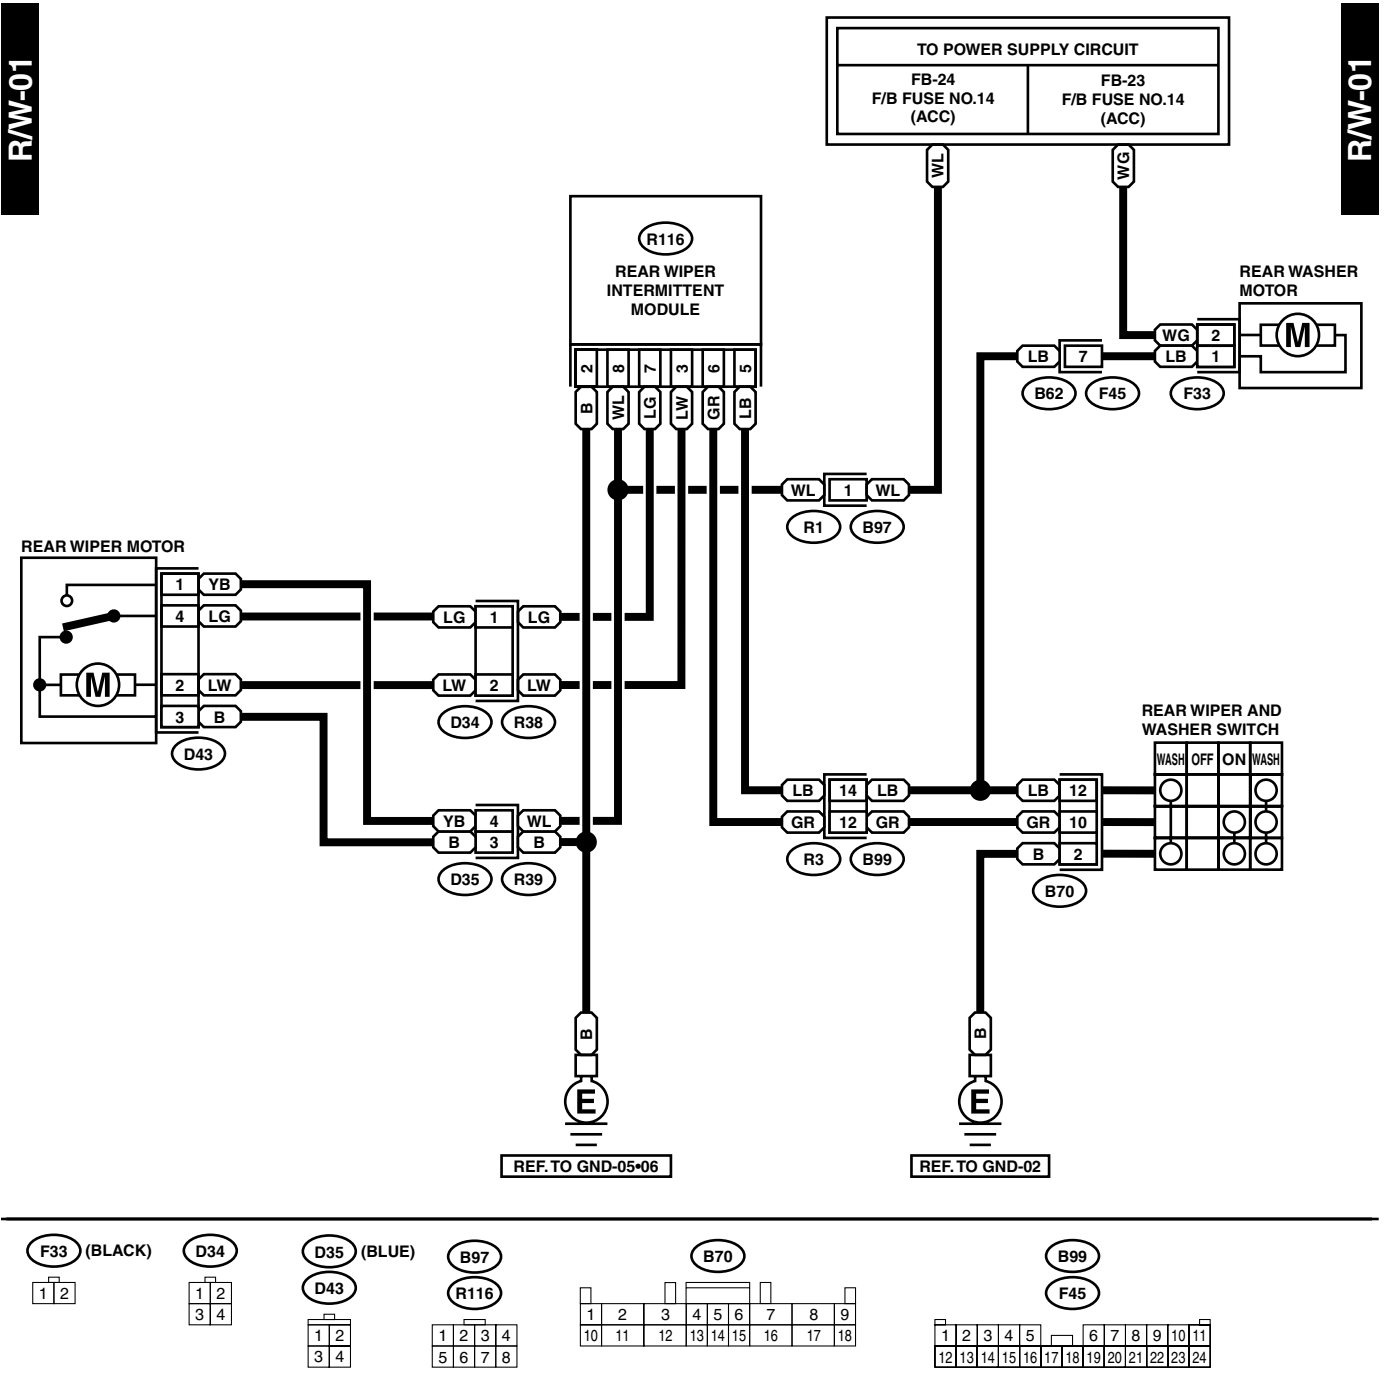 R/W-01
R/W-01
TO POWER SUPPLY CIRCUIT
FB-24
F/B FUSE NO.14
(ACC)
FB-23
F/B FUSE NO.14
(ACC)
WL
WG
R116
REAR WIPER
INTERMITTENT
MODULE
2 8 7 3 6 5
B WL LG LW GR LB
REAR WASHER
MOTOR
M
WG 2
LB 7 LB 1
B62 F45 F33
WL 1 WL
R1 B97
REAR WIPER MOTOR
M
1 YB
4 LG
2 LW
3 B
D43
LG 1 LG
LW 2 LW
D34 R38
YB 4 WL
B 3 B
D35 R39
LB 14 LB
GR 12 GR
R3 B99
REAR WIPER AND
WASHER SWITCH
WASH OFF ON WASH
LB 12
GR 10
B 2
B70
B
E
REF. TO GND-05•06
B
E
REF. TO GND-02
F33 (BLACK)
1 2
D34
1 2
3 4
D35 (BLUE)
D43
1 2
3 4
B97
R116
1 2 3 4
5 6 7 8
B70
1 2 3 4 5 6 7 8 9
10 11 12 13 14 15 16 17 18
B99
F45
1 2 3 4 5 6 7 8 9 10 11
12 13 14 15 16 17 18 19 20 21 22 23 24